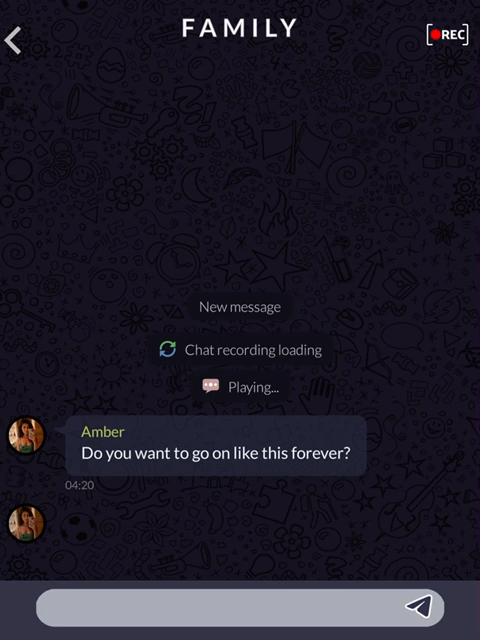 FAMILY
REC
New message
Chat recording loading
Playing...
Amber
Do you want to go on like this forever?
04:20